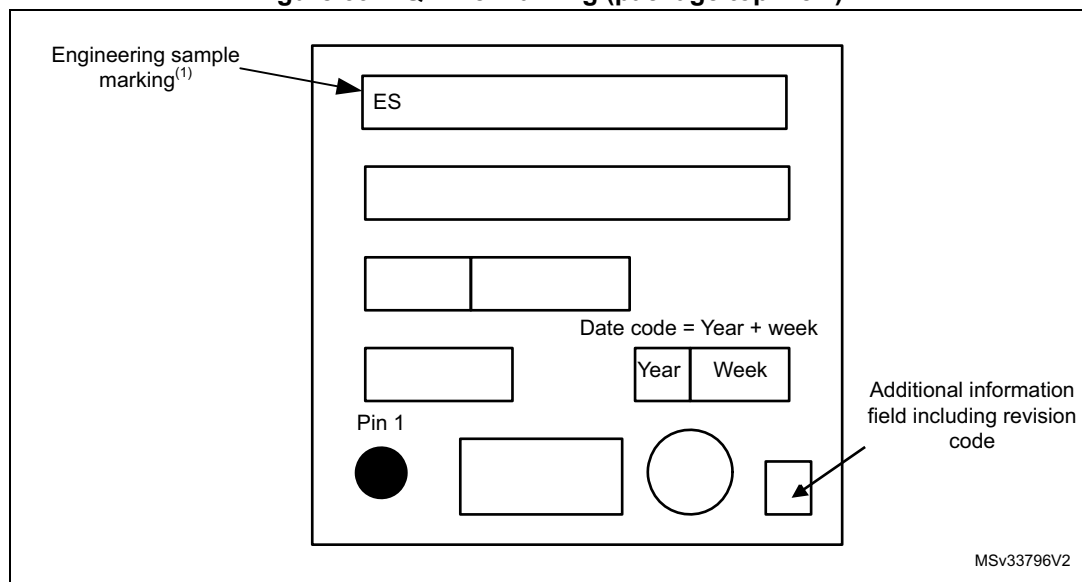 Engineering sample
marking(1)
ES
Date code = Year + week
Year
Week
Additional information
field including revision
code
Pin 1
MSv33796V2